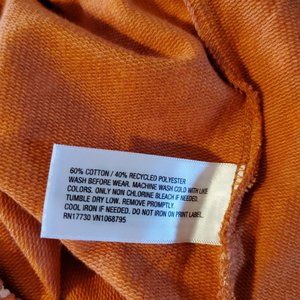 60% COTTON / 40% RECYCLED POLYESTER
WASH BEFORE WEAR. MACHINE WASH COLD WITH LIKE
COLORS. ONLY NON CHLORINE BLEACH IF NEEDED.
TUMBLE DRY LOW. REMOVE PROMPTLY.
COOL IRON IF NEEDED. DO NOT IRON ON PRINT LABEL.
RN17730 VN1068795